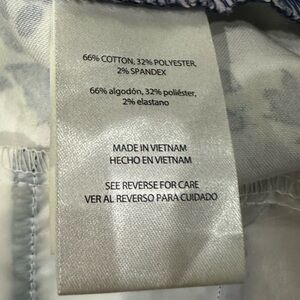 66% COTTON, 32% POLYESTER,
2% SPANDEX
66% algodón, 32% poliéster,
2% elastano
MADE IN VIETNAM
HECHO EN VIETNAM
SEE REVERSE FOR CARE
VER AL REVERSO PARA CUIDADO